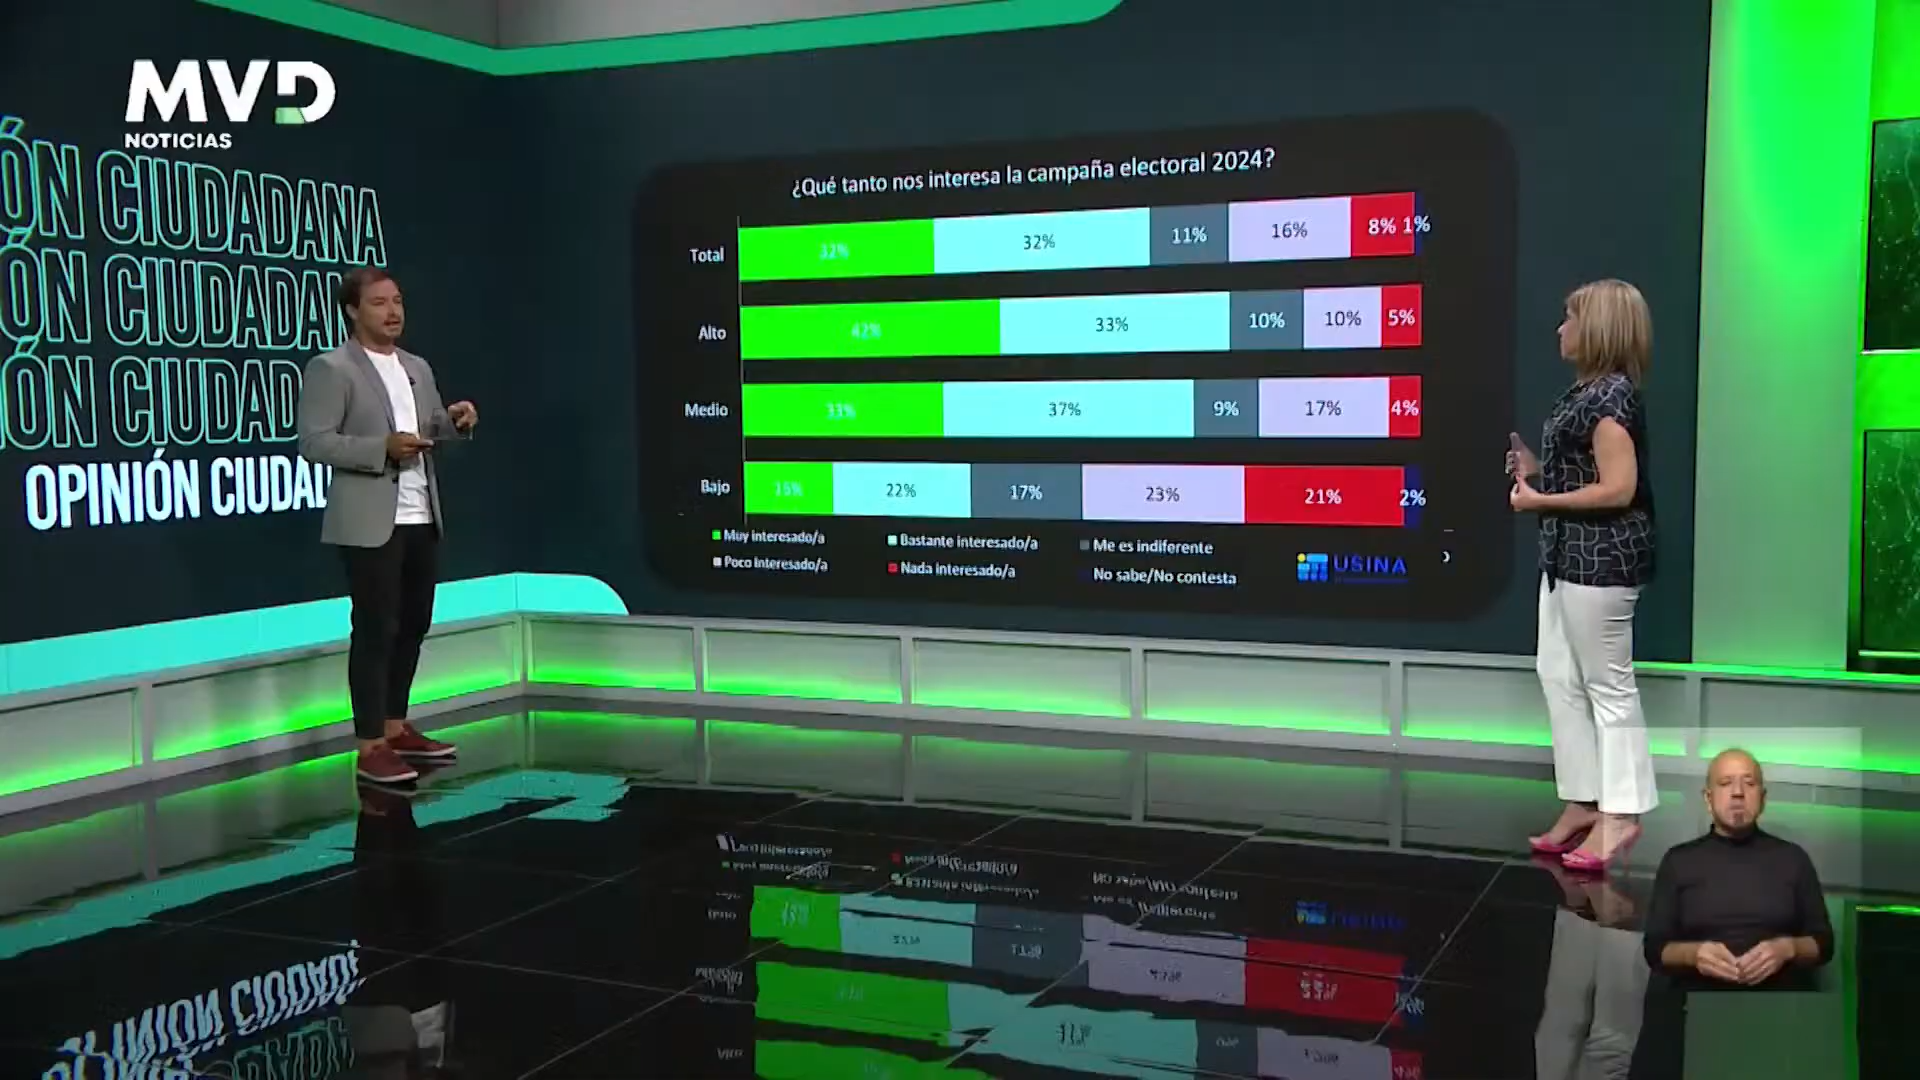 MVD
NOTICIAS
ÓN CIUDADANA
ÓN CIUDADAN
IÓN CIUDAD
OPINIÓN CIUDAD
¿Qué tanto nos interesa la campaña electoral 2024?
Total 32% 32% 11% 16% 8% 1%
Alto 42% 33% 10% 10% 5%
Medio 33% 37% 9% 17% 4%
Bajo 15% 22% 17% 23% 21% 2%
Muy interesado/a Bastante interesado/a Me es indiferente
Poco interesado/a Nada interesado/a No sabe/No contesta
USINA